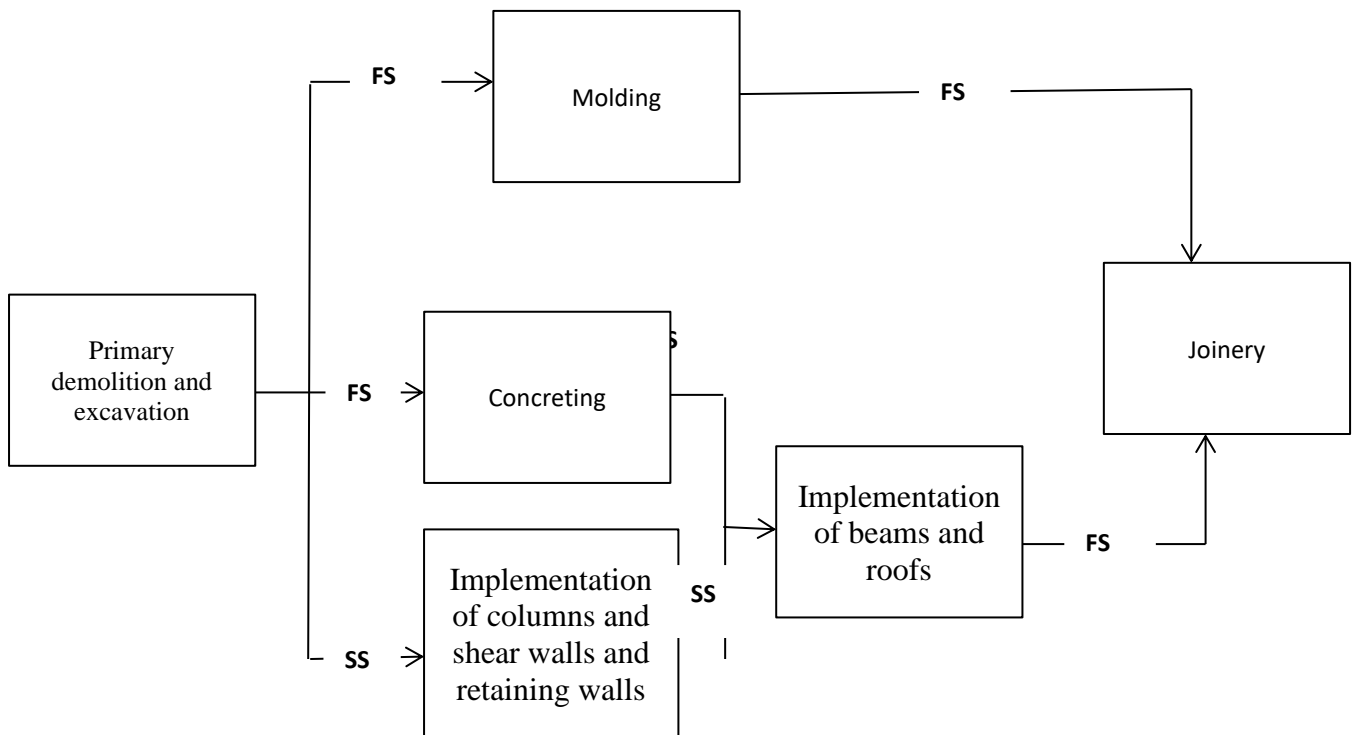 FS
Molding
FS
Primary
demolition and
excavation
FS
Concreting
S
Joinery
Implementation
of columns and
shear walls and
retaining walls
SS
SS
Implementation
of beams and
roofs
FS